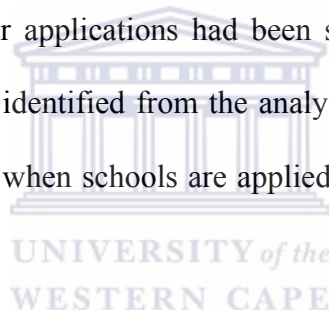 r applications had been s
identified from the analy
when schools are applied
UNIVERSITY of the
WESTERN CAPE